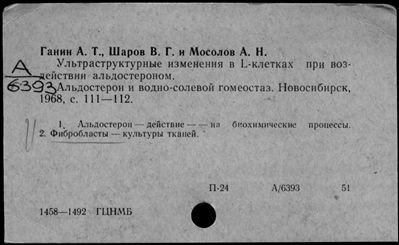 Ганин А. Т., Шаров В. Г. и Мосолов А. Н.
Ультраструктурные изменения в L-клетках при воз-
действии альдостероном.
А
6393
Альдостерон и водно-солевой гомеостаз. Новосибирск,
1968, с. 111—112.
1. Альдостерон — действие — — на биохимические процессы.
2. Фибробласты — культуры тканей.
П-24 А/6393 51
1458—1492 ГЦНМБ